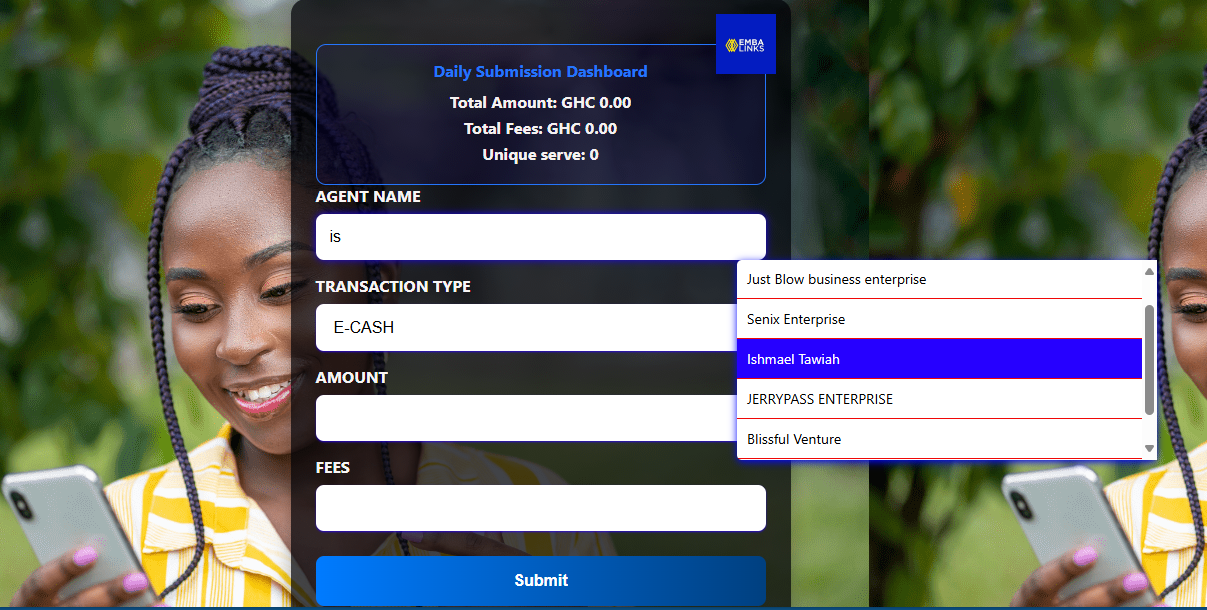 EMBA
LINKS
Daily Submission Dashboard
Total Amount: GHC 0.00
Total Fees: GHC 0.00
Unique serve: 0
AGENT NAME
is
Just Blow business enterprise
Senix Enterprise
Ishmael Tawiah
JERRYPASS ENTERPRISE
Blissful Venture
TRANSACTION TYPE
E-CASH
AMOUNT
FEES
Submit